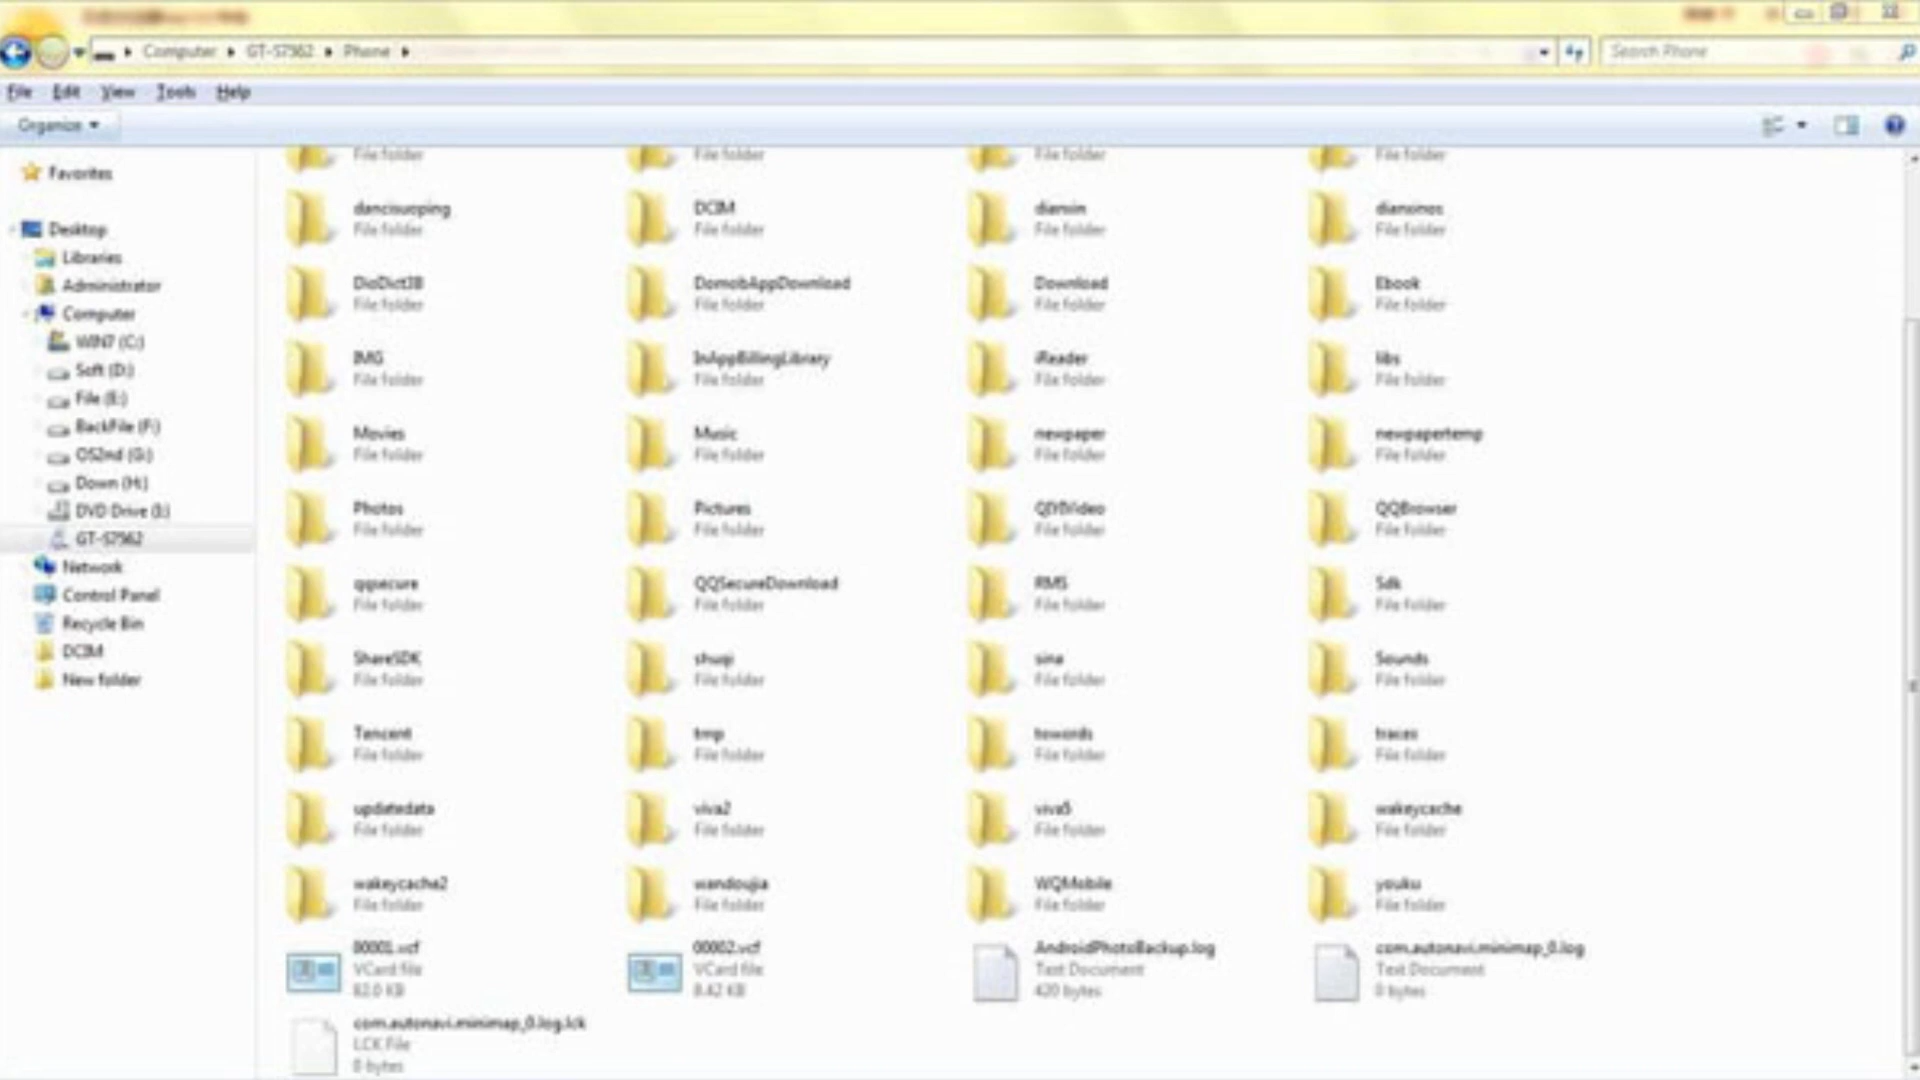 Computer ▸ GT-S7562 ▸ Phone ▸
Search Phone
File Edit View Tools Help
Organize
Favorites
Desktop
Libraries
Administrator
Computer
WIN7 (C:)
Soft (D:)
File (E:)
BackFile (F:)
OS2nd (G:)
Down (H:)
DVD Drive (I:)
GT-S7562
Network
Control Panel
Recycle Bin
DCIM
New folder
File folder File folder File folder File folder
dancisuoping DCIM dianxin dianxinos
File folder File folder File folder File folder
DioDict3B DomobAppDownload Download Ebook
File folder File folder File folder File folder
IMG InAppBillingLibrary iReader libs
File folder File folder File folder File folder
Movies Music newpaper newpapertemp
File folder File folder File folder File folder
Photos Pictures QIYIVideo QQBrowser
File folder File folder File folder File folder
qqsecure QQSecureDownload RMS Sdk
File folder File folder File folder File folder
ShareSDK shuqi sina Sounds
File folder File folder File folder File folder
Tencent tmp towords traces
File folder File folder File folder File folder
updatedata viva2 viva5 wakeycache
File folder File folder File folder File folder
wakeycache2 wandoujia WQMobile youku
File folder File folder File folder File folder
00001.vcf 00002.vcf AndroidPhotoBackup.log com.autonavi.minimap_0.log
VCard file VCard file Text Document Text Document
82.0 KB 8.42 KB 420 bytes 0 bytes
com.autonavi.minimap_0.log.lck
LCK File
0 bytes